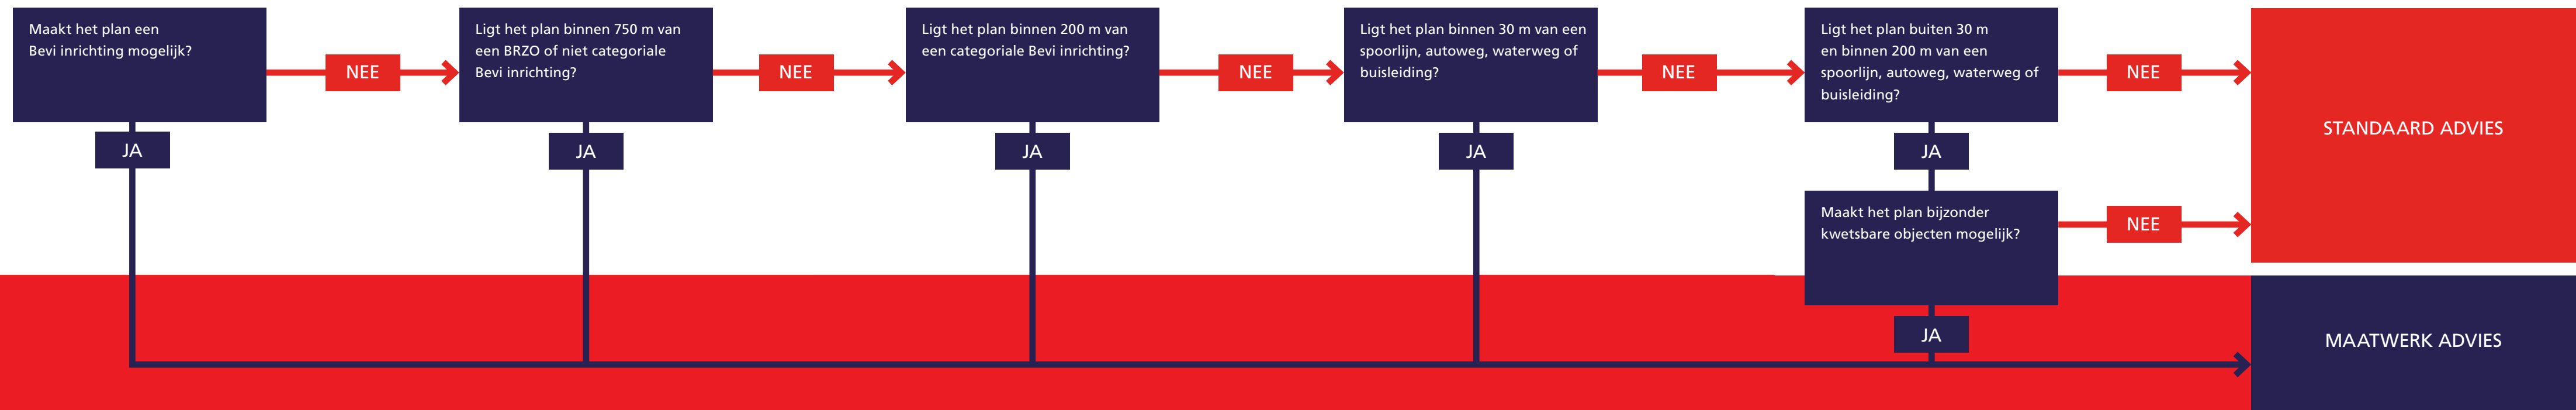 Maakt het plan een
Bevi inrichting mogelijk?
NEE
Ligt het plan binnen 750 m van
een BRZO of niet categoriale
Bevi inrichting?
NEE
Ligt het plan binnen 200 m van
een categoriale Bevi inrichting?
NEE
Ligt het plan binnen 30 m van een
spoorlijn, autoweg, waterweg of
buisleiding?
NEE
Ligt het plan buiten 30 m
en binnen 200 m van een
spoorlijn, autoweg, waterweg of
buisleiding?
NEE
STANDAARD ADVIES
JA
JA
JA
JA
JA
Maakt het plan bijzonder
kwetsbare objecten mogelijk?
NEE
JA
MAATWERK ADVIES